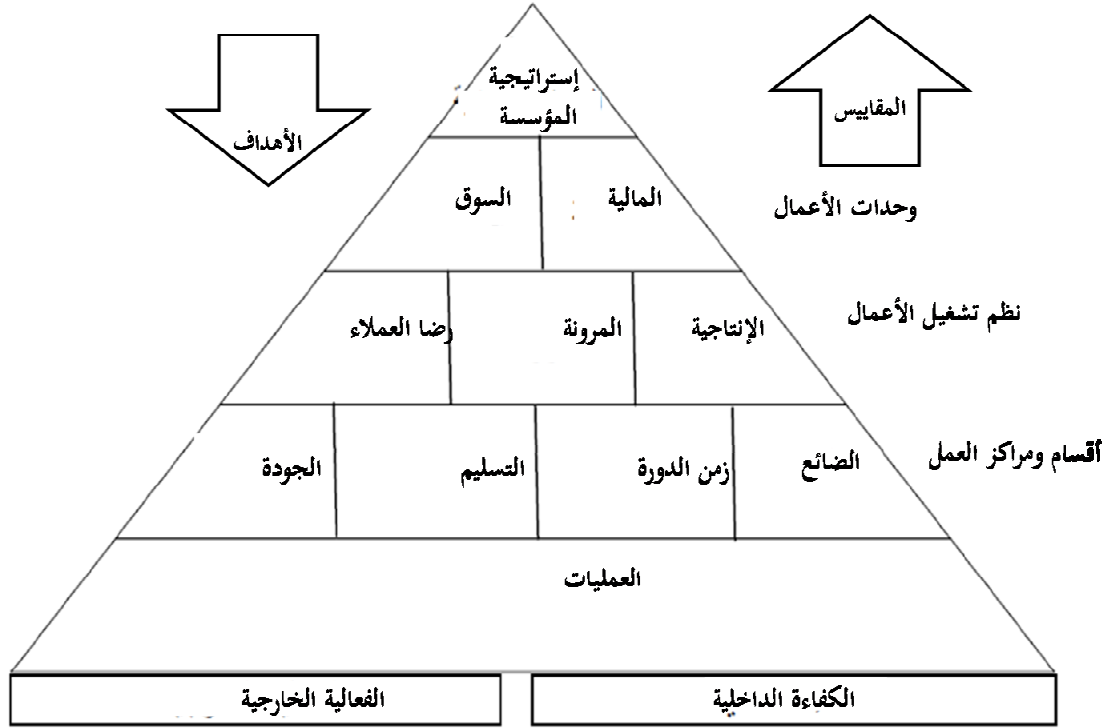 إستراتيجية
المؤسسة
المقاييس
الأهداف
المالية
السوق
وحدات الأعمال
الإنتاجية
المرونة
رضا العملاء
نظم تشغيل الأعمال
الضائع
زمن الدورة
التسليم
الجودة
أقسام ومراكز العمل
العمليات
الكفاءة الداخلية
الفعالية الخارجية